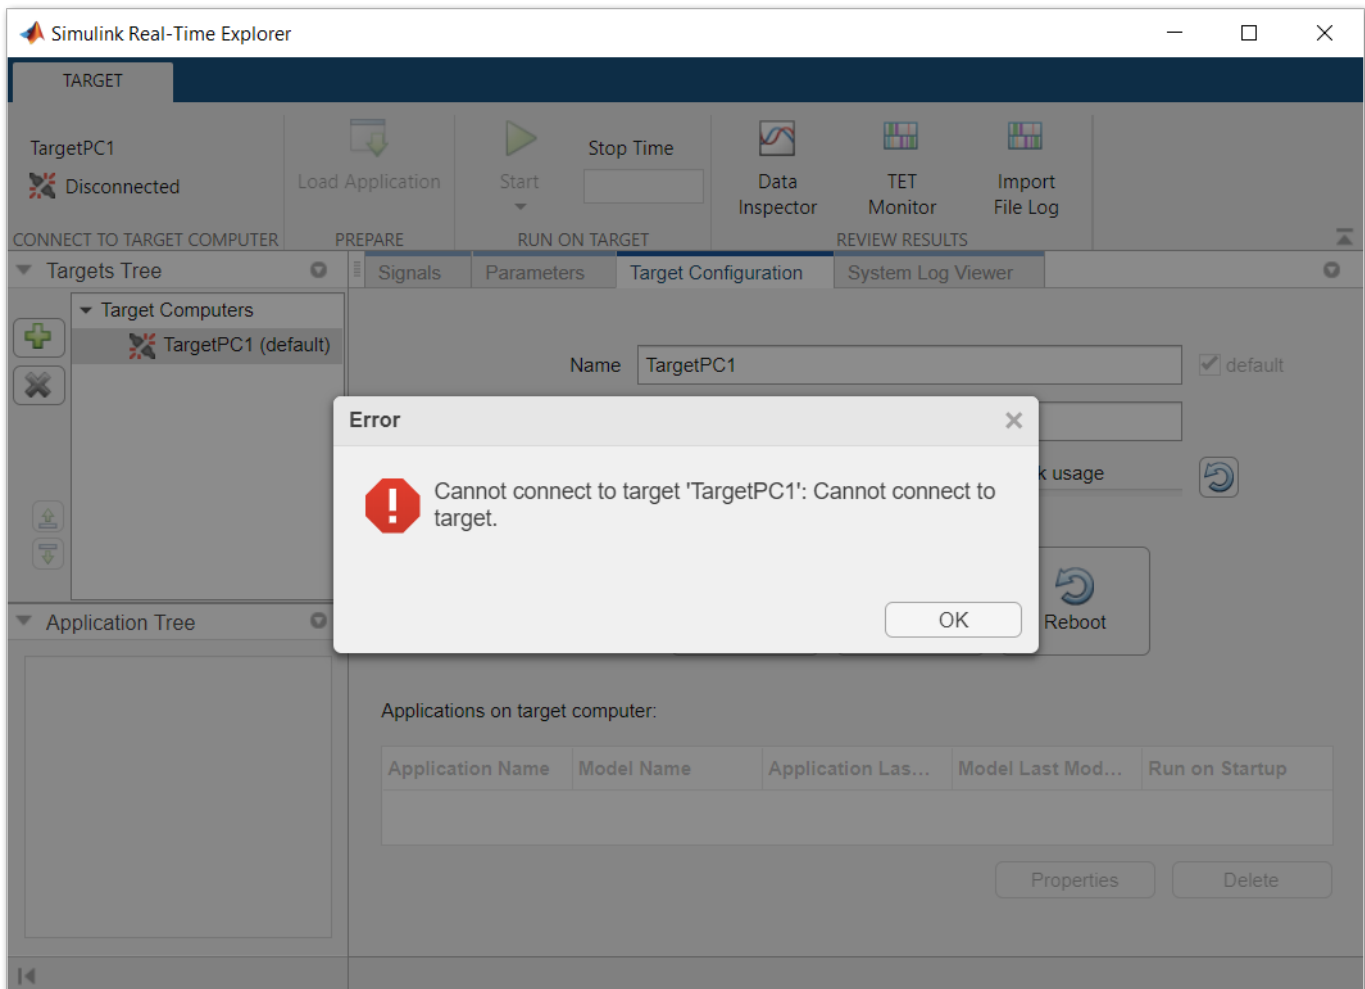 Simulink Real-Time Explorer
TARGET
TargetPC1
Disconnected
CONNECT TO TARGET COMPUTER
Load Application
PREPARE
Start
Stop Time
RUN ON TARGET
Data
Inspector
TET
Monitor
Import
File Log
REVIEW RESULTS
Targets Tree
Target Computers
TargetPC1 (default)
Application Tree
Signals
Parameters
Target Configuration
System Log Viewer
Name
TargetPC1
default
k usage
Error
Cannot connect to target 'TargetPC1': Cannot connect to
target.
OK
Reboot
Applications on target computer:
Application Name
Model Name
Application Las...
Model Last Mod...
Run on Startup
Properties
Delete